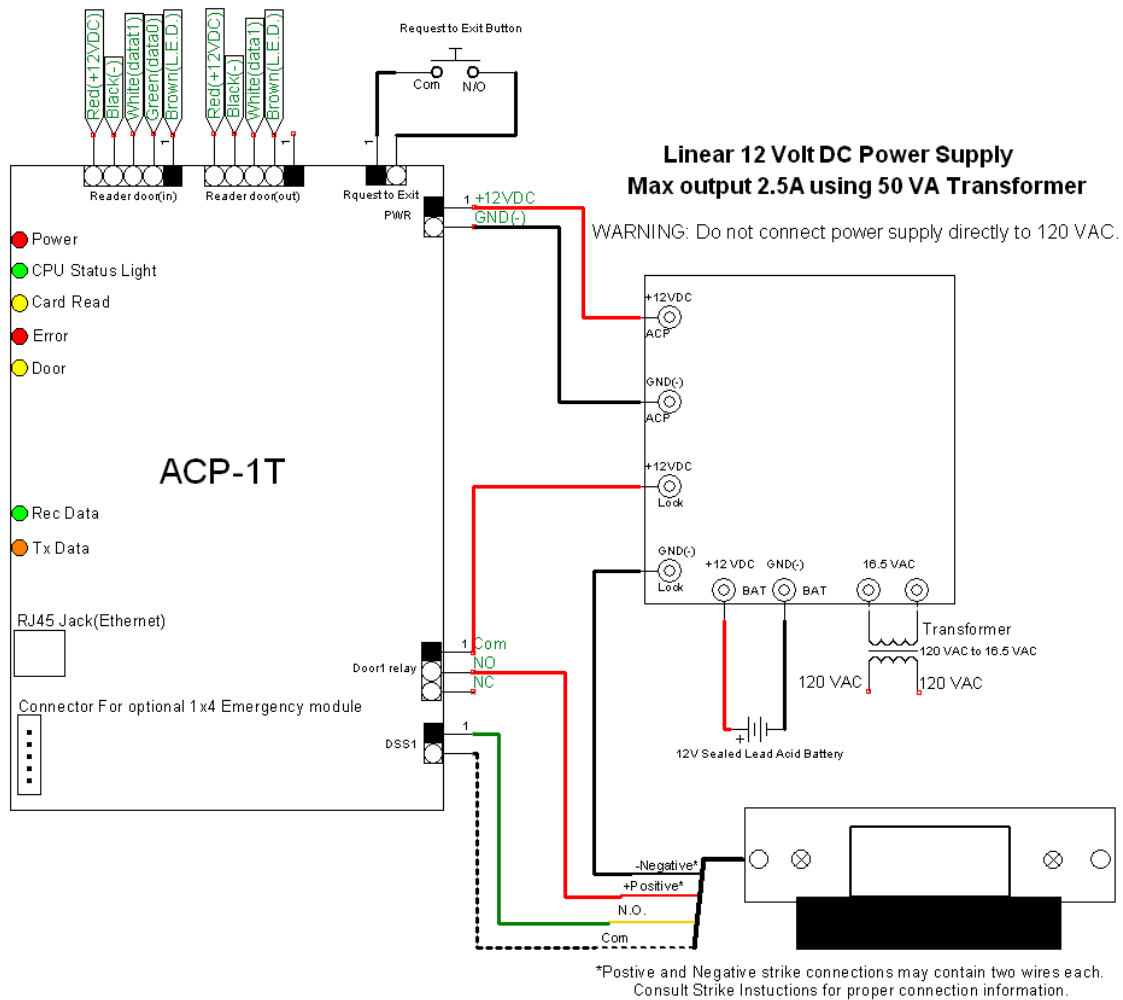 Request to Exit Button
Com
N/O
Red(+12VDC)
Black(-)
White(datat1)
Green(data0)
Brown(L.E.D.)
Red(+12VDC)
Black(-)
White(data1)
Brown(L.E.D.)
1
1
1
Reader door(in)
Reader door(out)
Rquest to Exit
PWR
1
+12VDC
GND(-)
Linear 12 Volt DC Power Supply
Max output 2.5A using 50 VA Transformer
WARNING: Do not connect power supply directly to 120 VAC.
Power
CPU Status Light
Card Read
Error
Door
ACP-1T
Rec Data
Tx Data
RJ45 Jack(Ethernet)
Connector For optional 1x4 Emergency module
+12VDC
ACP
GND(-)
ACP
+12VDC
Lock
GND(-)
Lock
+12 VDC
BAT
GND(-)
BAT
16.5 VAC
Transformer
120 VAC to 16.5 VAC
120 VAC
120 VAC
+
12V Sealed Lead Acid Battery
Door1 relay
1
Com
NO
NC
DSS1
1
-Negative*
+Positive*
N.O.
Com
*Postive and Negative strike connections may contain two wires each.
Consult Strike Instuctions for proper connection information.